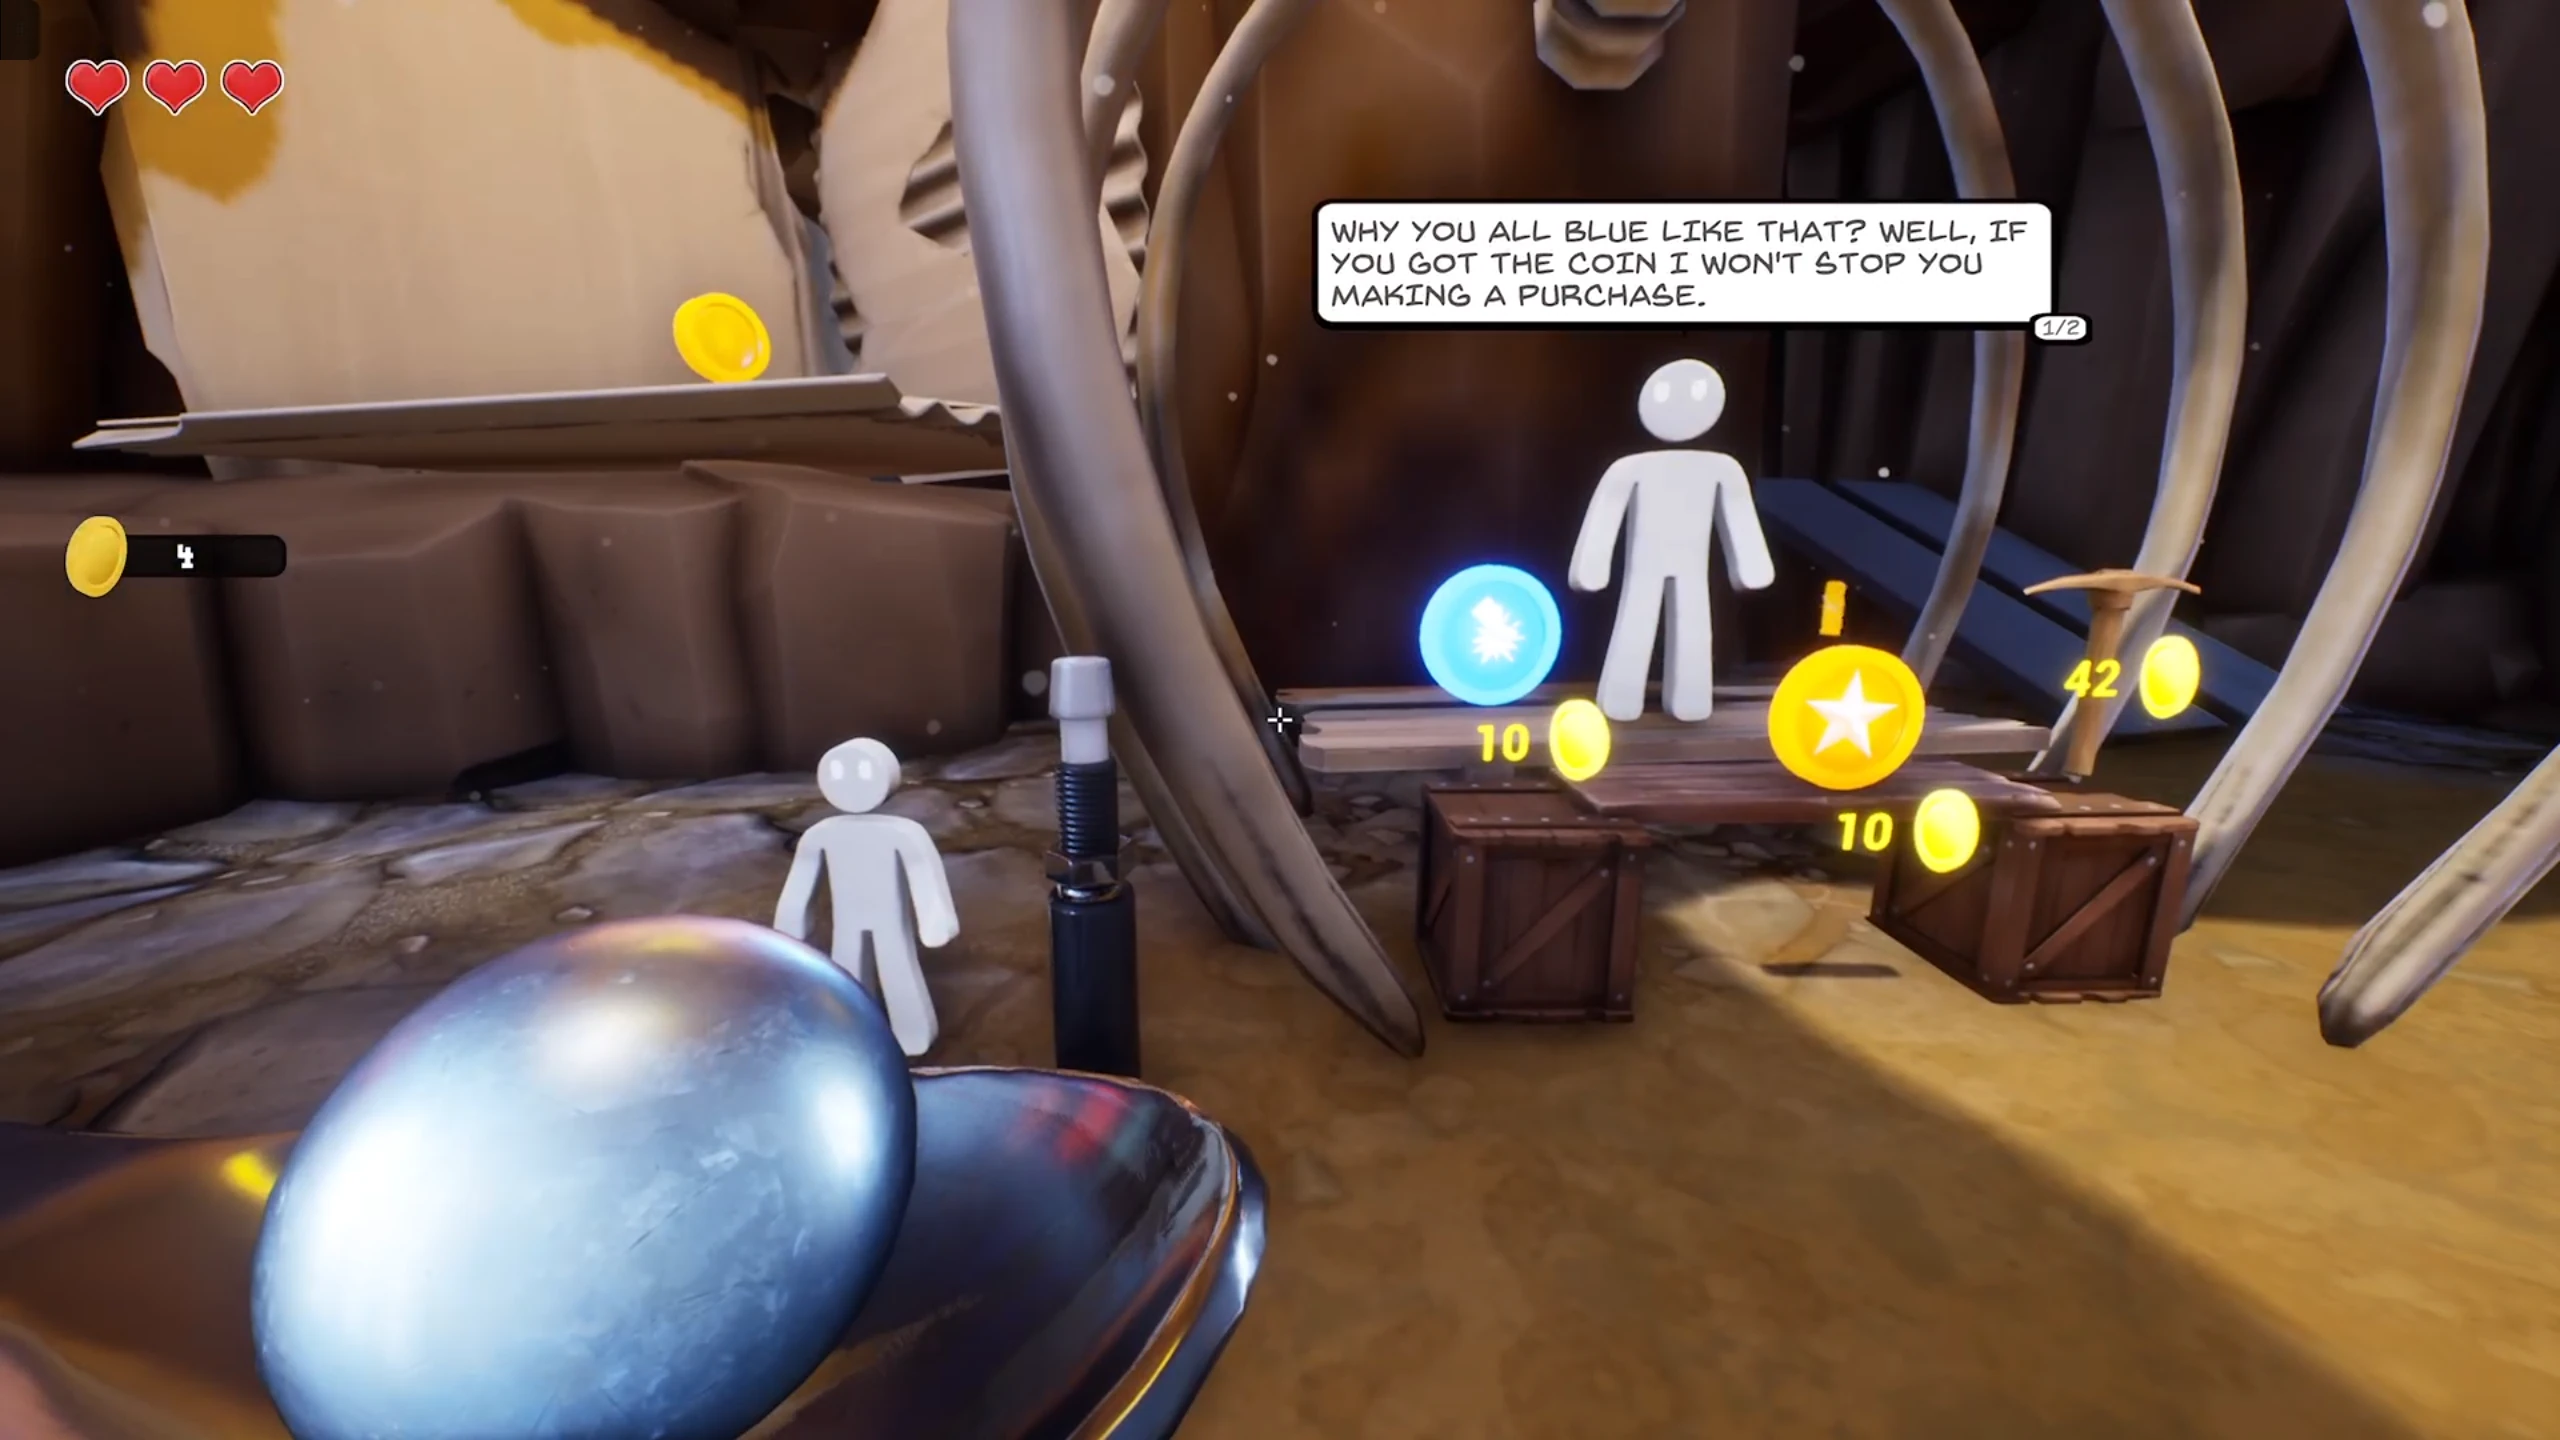 WHY YOU ALL BLUE LIKE THAT? WELL, IF
YOU GOT THE COIN I WON'T STOP YOU
MAKING A PURCHASE.
1/2
4
42
10
10